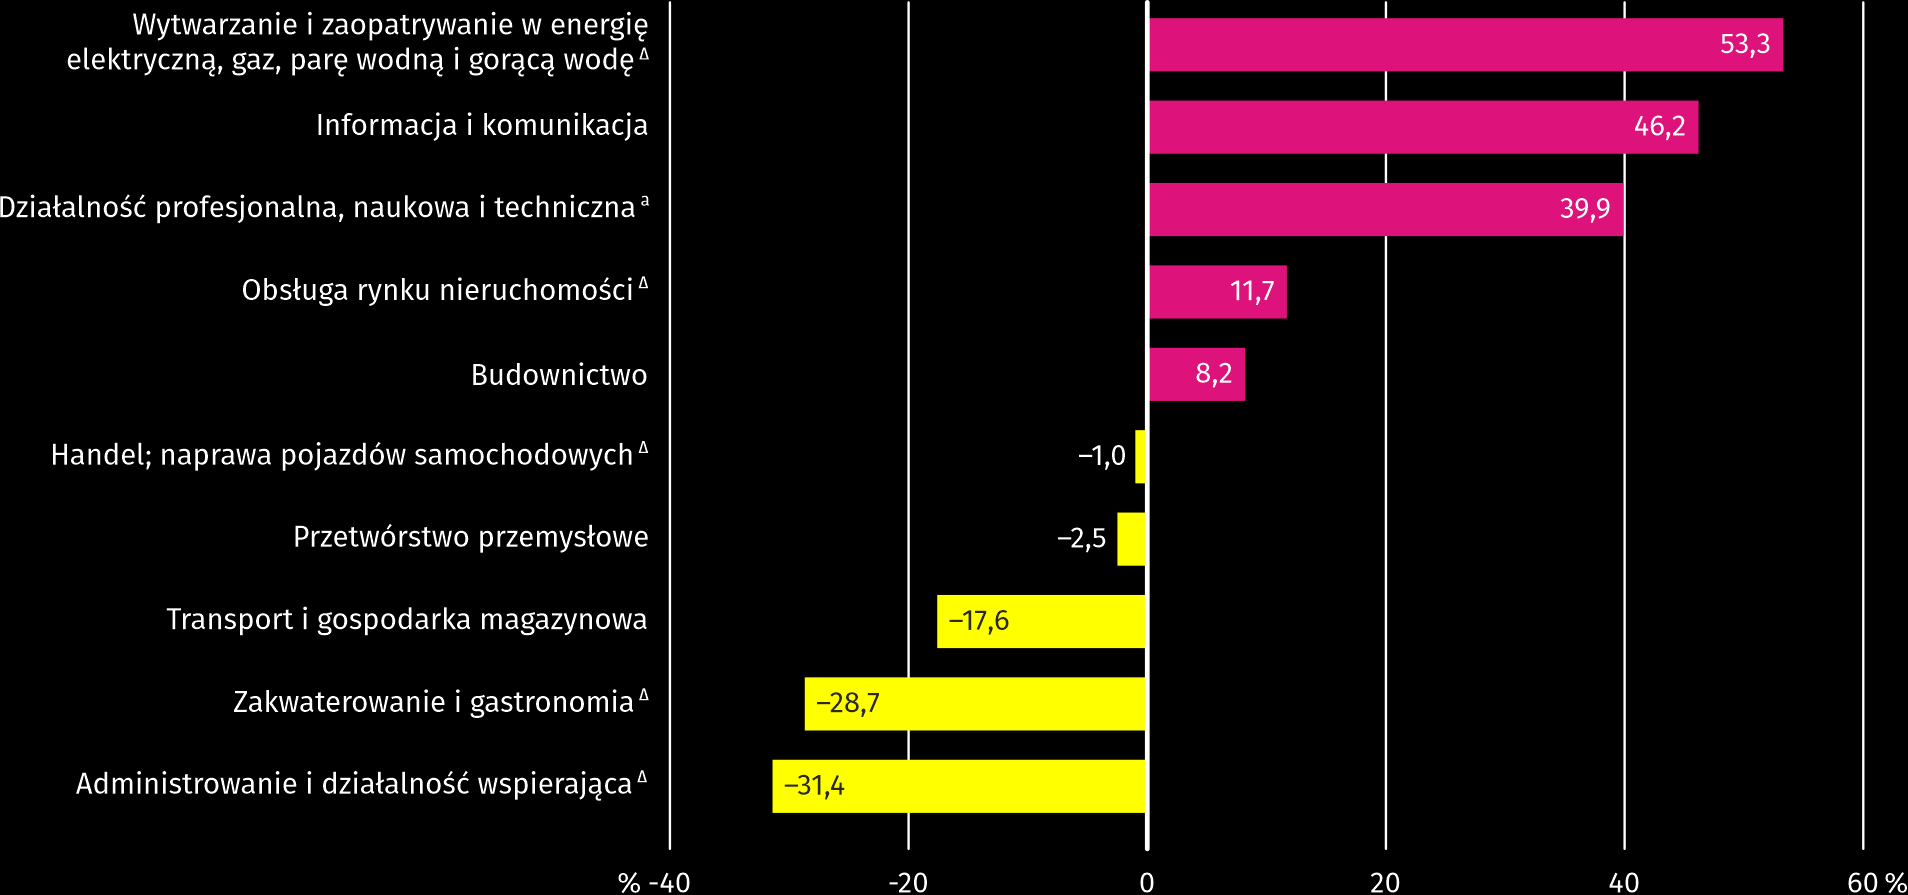 Wytwarzanie i zaopatrywanie w energię
elektryczną, gaz, parę wodną i gorącą wodę Δ
53,3
Informacja i komunikacja
46,2
Działalność profesjonalna, naukowa i techniczna a
39,9
Obsługa rynku nieruchomości Δ
11,7
Budownictwo
8,2
Handel; naprawa pojazdów samochodowych Δ
–1,0
Przetwórstwo przemysłowe
–2,5
Transport i gospodarka magazynowa
–17,6
Zakwaterowanie i gastronomia Δ
–28,7
Administrowanie i działalność wspierająca Δ
–31,4
% -40 -20 0 20 40 60 %